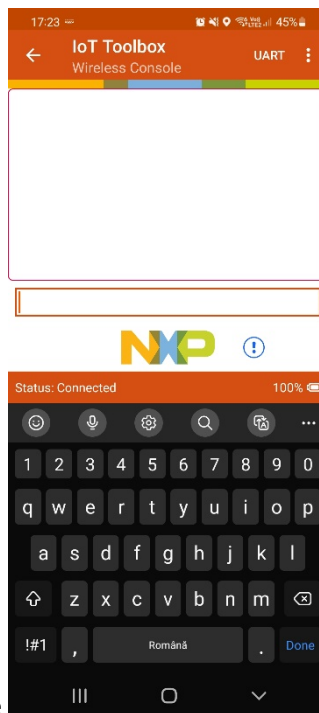 17:23
45%
IoT Toolbox
Wireless Console
UART
NXP
Status: Connected
100%
1 2 3 4 5 6 7 8 9 0
q w e r t y u i o p
a s d f g h j k l
z x c v b n m
!#1 , Română . Done